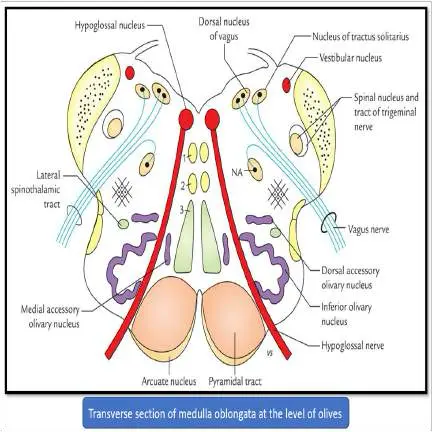 Hypoglossal nucleus
Dorsal nucleus
of vagus
Nucleus of tractus solitarius
Vestibular nucleus
Spinal nucleus and
tract of trigeminal
nerve
1
NA
2
Lateral
spinothalamic
tract
3
Vagus nerve
Dorsal accessory
olivary nucleus
Medial accessory
olivary nucleus
Inferior olivary
nucleus
Hypoglossal nerve
VS
Arcuate nucleus
Pyramidal tract
Transverse section of medulla oblongata at the level of olives